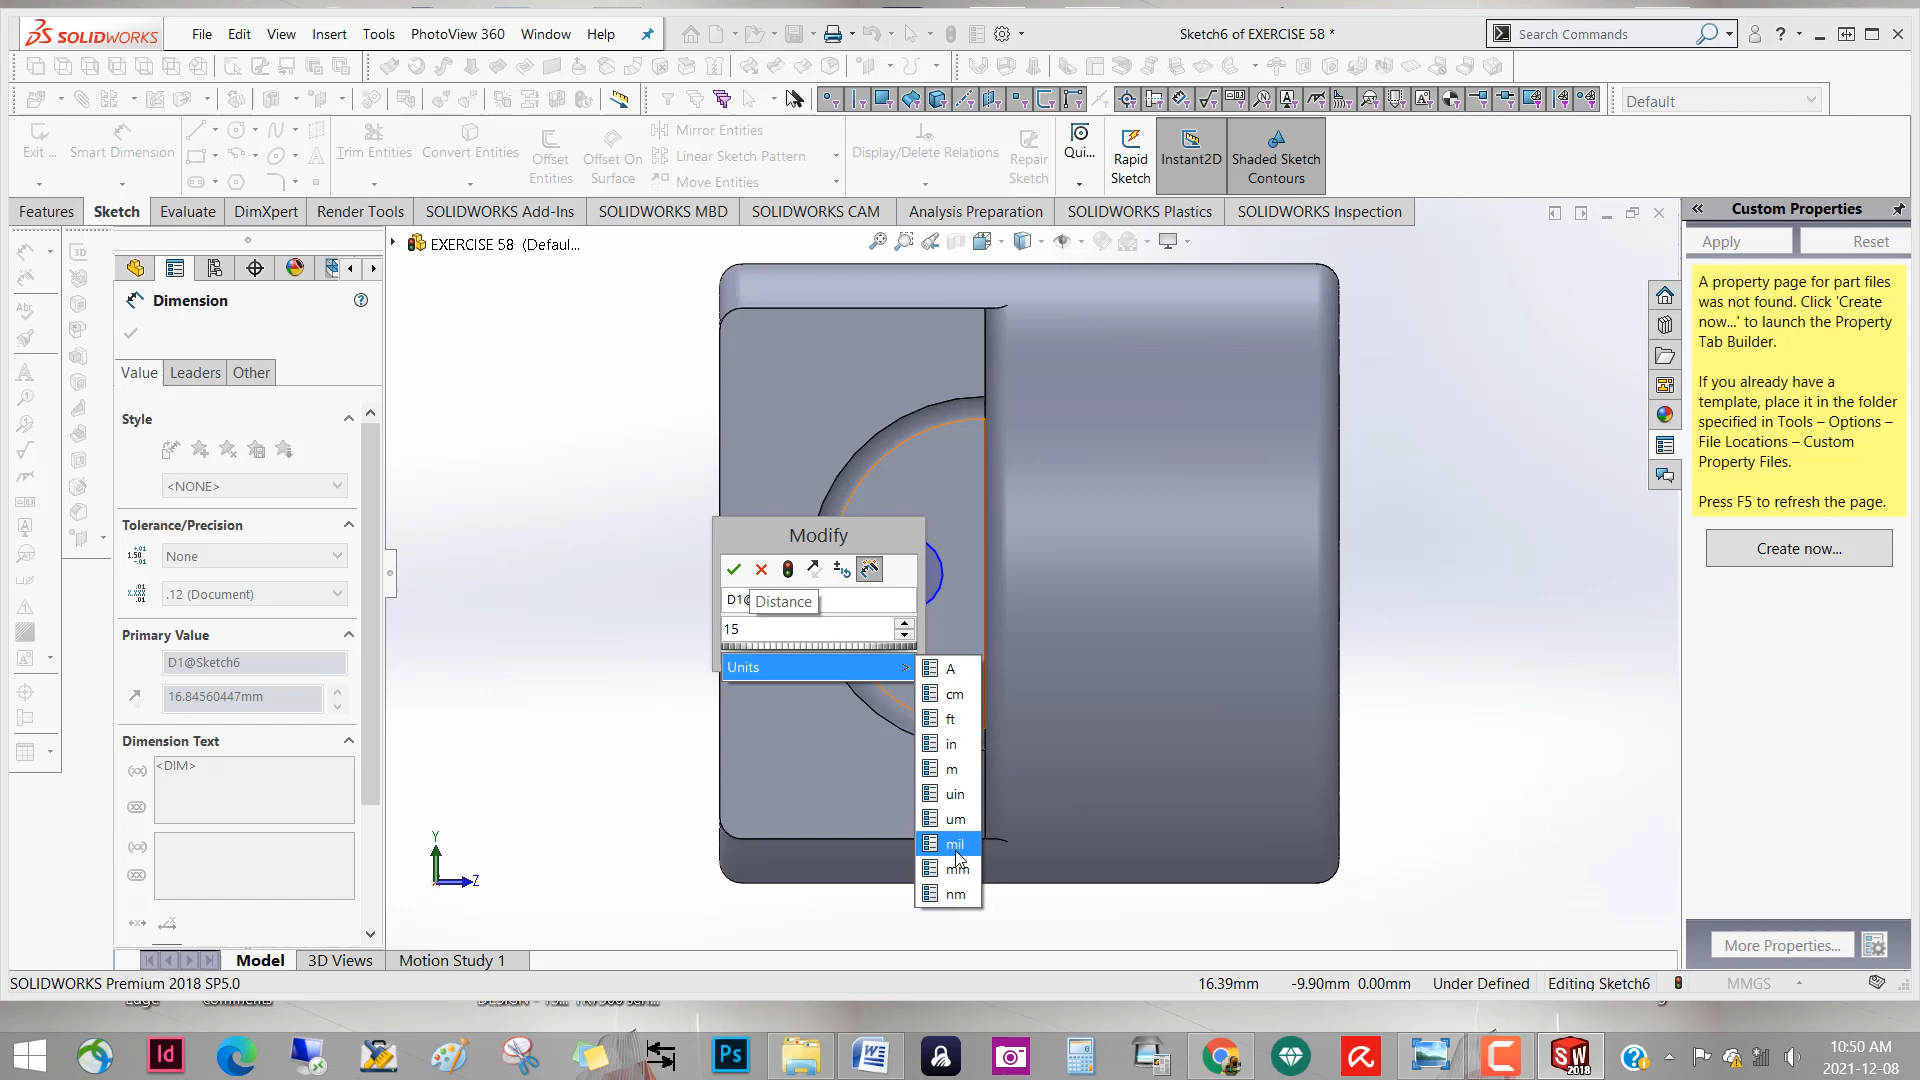 SOLIDWORKS File Edit View Insert Tools PhotoView 360 Window Help Sketch6 of EXERCISE 58 * Search Commands
Default
Exit ... Smart Dimension Trim Entities Convert Entities Offset Entities Offset On Surface Mirror Entities Linear Sketch Pattern Move Entities Display/Delete Relations Repair Sketch Qui... Rapid Sketch Instant2D Shaded Sketch Contours
Features Sketch Evaluate DimXpert Render Tools SOLIDWORKS Add-Ins SOLIDWORKS MBD SOLIDWORKS CAM Analysis Preparation SOLIDWORKS Plastics SOLIDWORKS Inspection
Custom Properties
Apply Reset
EXERCISE 58 (Defaul...
Dimension
Value Leaders Other
Style
<NONE>
Tolerance/Precision
None
.12 (Document)
Primary Value
D1@Sketch6
16.84560447mm
Dimension Text
<DIM>
Modify
D1@
Distance
15
Units >
A
cm
ft
in
m
uin
um
mil
mm
nm
Y
Z
A property page for part files
was not found. Click 'Create
now...' to launch the Property
Tab Builder.
If you already have a
template, place it in the folder
specified in Tools – Options –
File Locations – Custom
Property Files.
Press F5 to refresh the page.
Create now...
More Properties...
Model 3D Views Motion Study 1
SOLIDWORKS Premium 2018 SP5.0 16.39mm -9.90mm 0.00mm Under Defined Editing Sketch6 MMGS
10:50 AM
2021-12-08